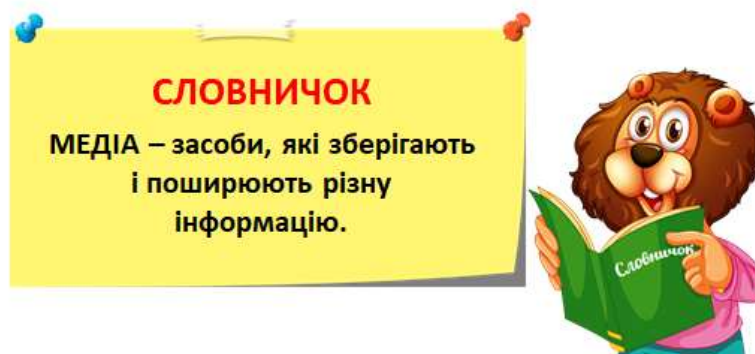 СЛОВНИЧОК
МЕДІА – засоби, які зберігають
і поширюють різну
інформацію.
Словничок